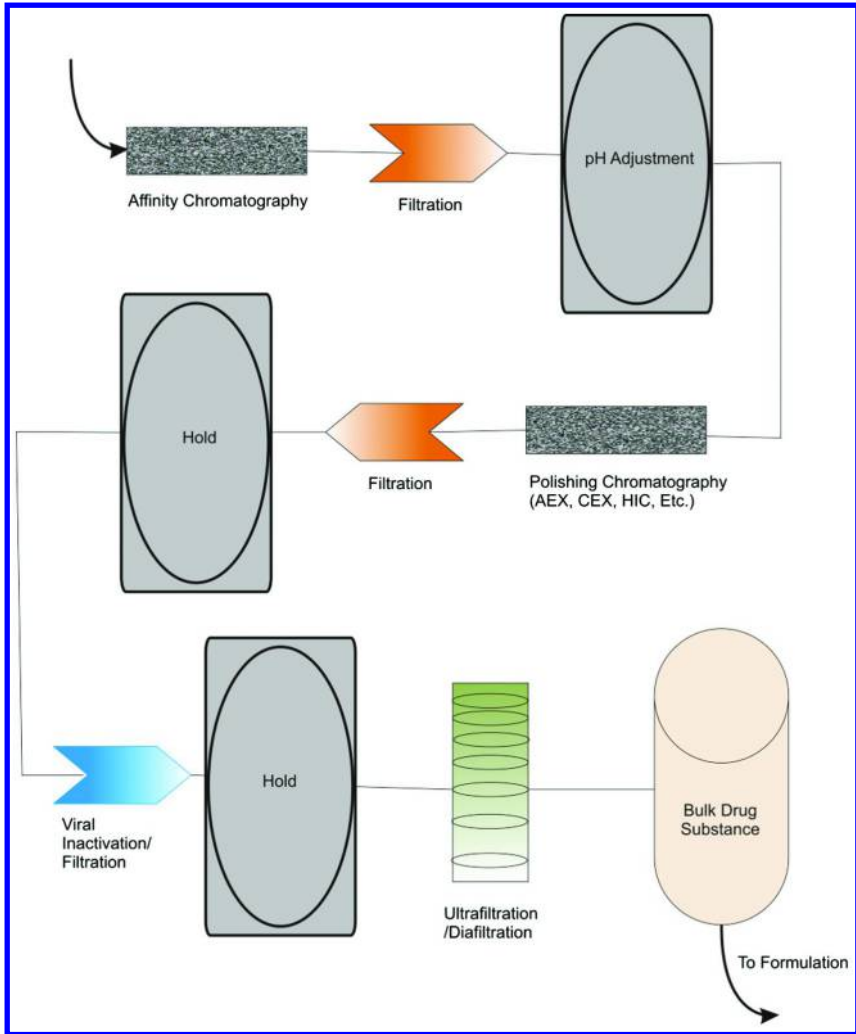 Affinity Chromatography
Filtration
pH Adjustment
Hold
Filtration
Polishing Chromatography
(AEX, CEX, HIC, Etc.)
Viral
Inactivation/
Filtration
Hold
Ultrafiltration
/Diafiltration
Bulk Drug
Substance
To Formulation